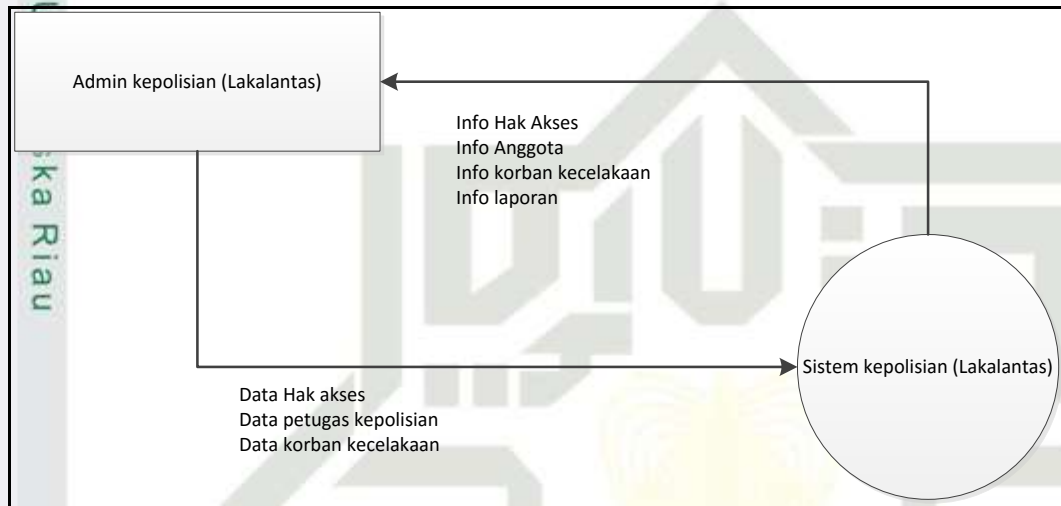 Admin kepolisian (Lakalantas)
Info Hak Akses
Info Anggota
Info korban kecelakaan
Info laporan
ska Riau
Sistem kepolisian (Lakalantas)
Data Hak akses
Data petugas kepolisian
Data korban kecelakaan